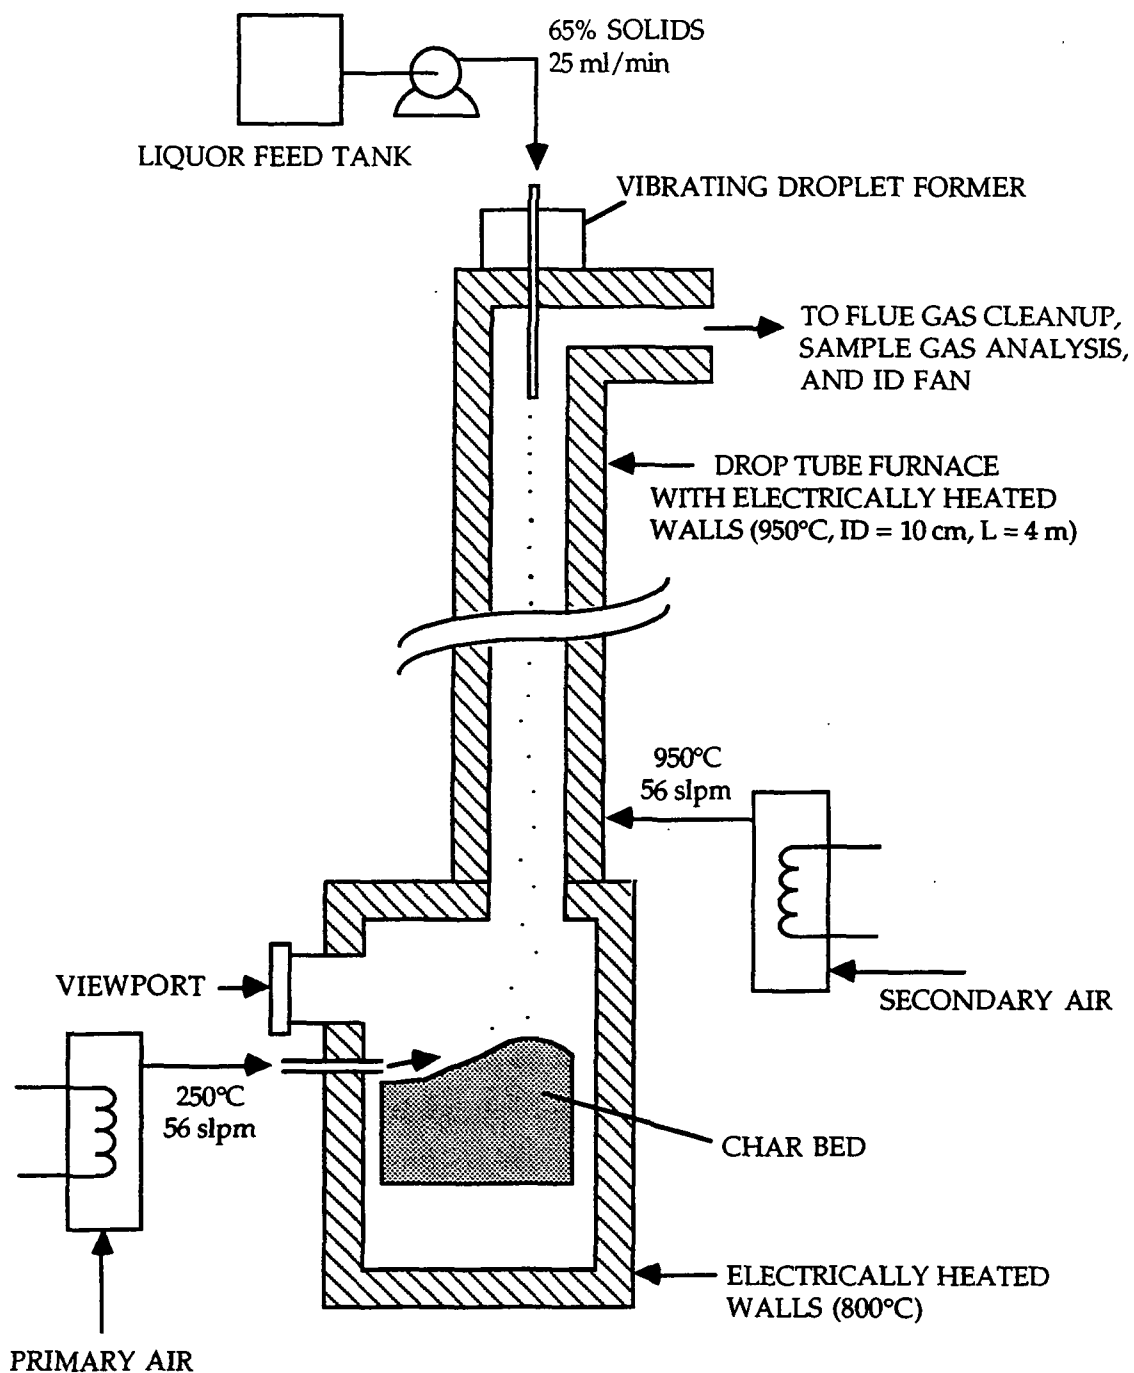 65% SOLIDS
25 ml/min
LIQUOR FEED TANK
VIBRATING DROPLET FORMER
TO FLUE GAS CLEANUP,
SAMPLE GAS ANALYSIS,
AND ID FAN
DROP TUBE FURNACE
WITH ELECTRICALLY HEATED
WALLS (950°C, ID = 10 cm, L = 4 m)
950°C
56 slpm
VIEWPORT
SECONDARY AIR
250°C
56 slpm
CHAR BED
ELECTRICALLY HEATED
WALLS (800°C)
PRIMARY AIR